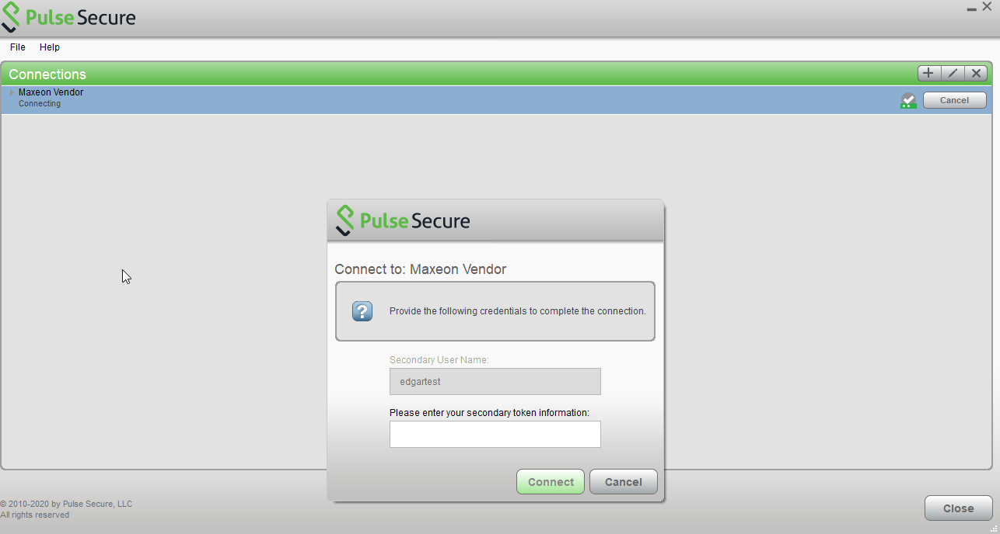 Pulse Secure
File Help
Connections
Maxeon Vendor
Connecting
Cancel
Pulse Secure
Connect to: Maxeon Vendor
Provide the following credentials to complete the connection.
Secondary User Name:
edgartest
Please enter your secondary token information:
Connect Cancel
© 2010-2020 by Pulse Secure, LLC
All rights reserved
Close